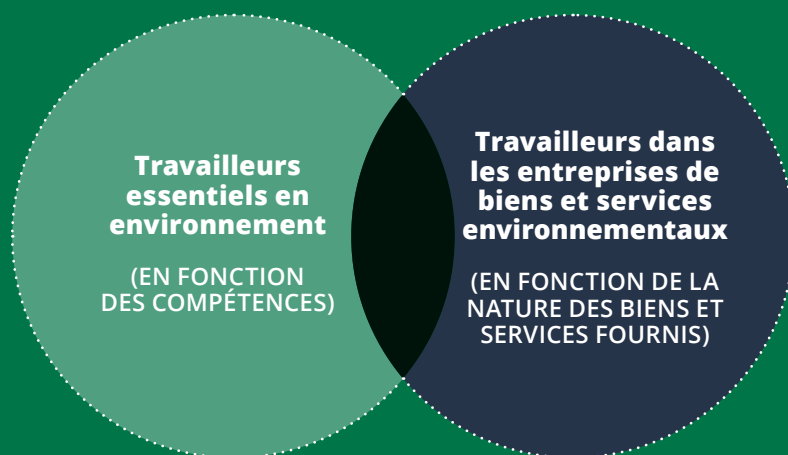 Travailleurs
essentiels en
environnement
(EN FONCTION
DES COMPÉTENCES)
Travailleurs dans
les entreprises de
biens et services
environnementaux
(EN FONCTION DE LA
NATURE DES BIENS ET
SERVICES FOURNIS)